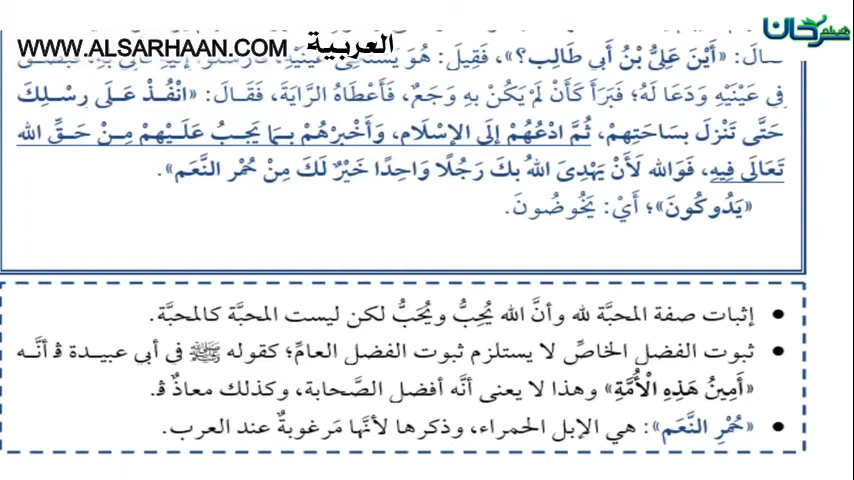 WWW.ALSARHAAN.COM العربية
سرحان
قَالَ: «أَيْنَ عَلِيُّ بْنُ أَبِي طَالِبٍ؟»، فَقِيلَ: هُوَ يَشْتَكِي عَيْنَيْهِ،
فِي عَيْنَيْهِ وَدَعَا لَهُ؛ فَبَرَأَ كَأَنْ لَمْ يَكُنْ بِهِ وَجَعٌ، فَأَعْطَاهُ الرَّايَةَ، فَقَالَ: «انْفُذْ عَلَى رِسْلِكَ
حَتَّى تَنْزِلَ بِسَاحَتِهِمْ، ثُمَّ ادْعُهُمْ إِلَى الإِسْلَامِ، وَأَخْبِرْهُمْ بِمَا يَجِبُ عَلَيْهِمْ مِنْ حَقِّ الله
تَعَالَى فِيهِ، فَوَالله لَأَنْ يَهْدِيَ اللهُ بِكَ رَجُلًا وَاحِدًا خَيْرٌ لَكَ مِنْ حُمْرِ النَّعَمِ».
«يَدُوكُونَ»؛ أَيْ: يَخُوضُونَ.
● إثبات صفة المحبَّة لله وأنَّ الله يُحِبُّ ويُحَبُّ لكن ليست المحبَّة كالمحبَّة.
● ثبوت الفضل الخاصِّ لا يستلزم ثبوت الفضل العامِّ؛ كقوله ﷺ في أبي عبيدة ﭬ أنَّه
«أَمِينُ هَذِهِ الْأُمَّةِ» وهذا لا يعنى أنَّه أفضل الصَّحابة، وكذلك معاذٌ ﭬ.
● «حُمْرِ النَّعَمِ»: هي الإبل الحمراء، وذكرها لأنَّها مَرغوبةٌ عند العرب.